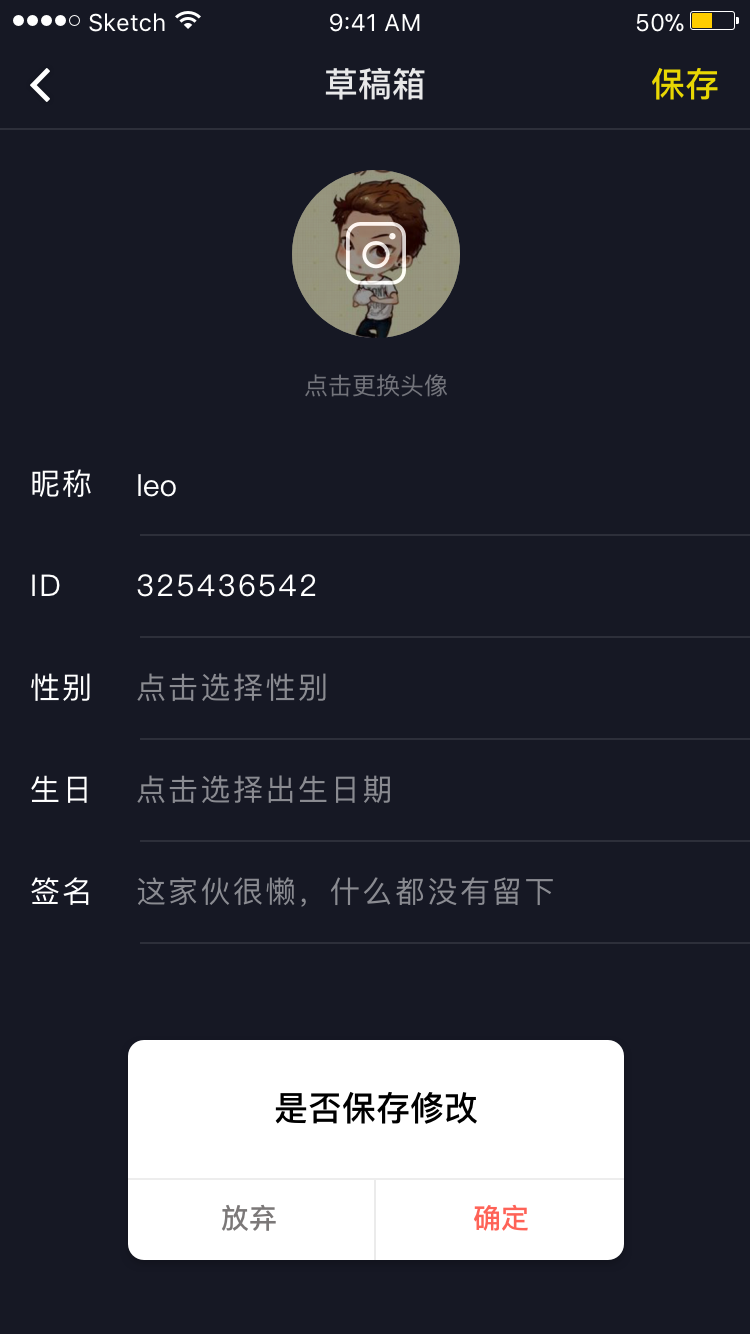 Sketch 9:41 AM 50%
草稿箱 保存
点击更换头像
昵称 leo
ID 325436542
性别 点击选择性别
生日 点击选择出生日期
签名 这家伙很懒，什么都没有留下
是否保存修改
放弃 确定